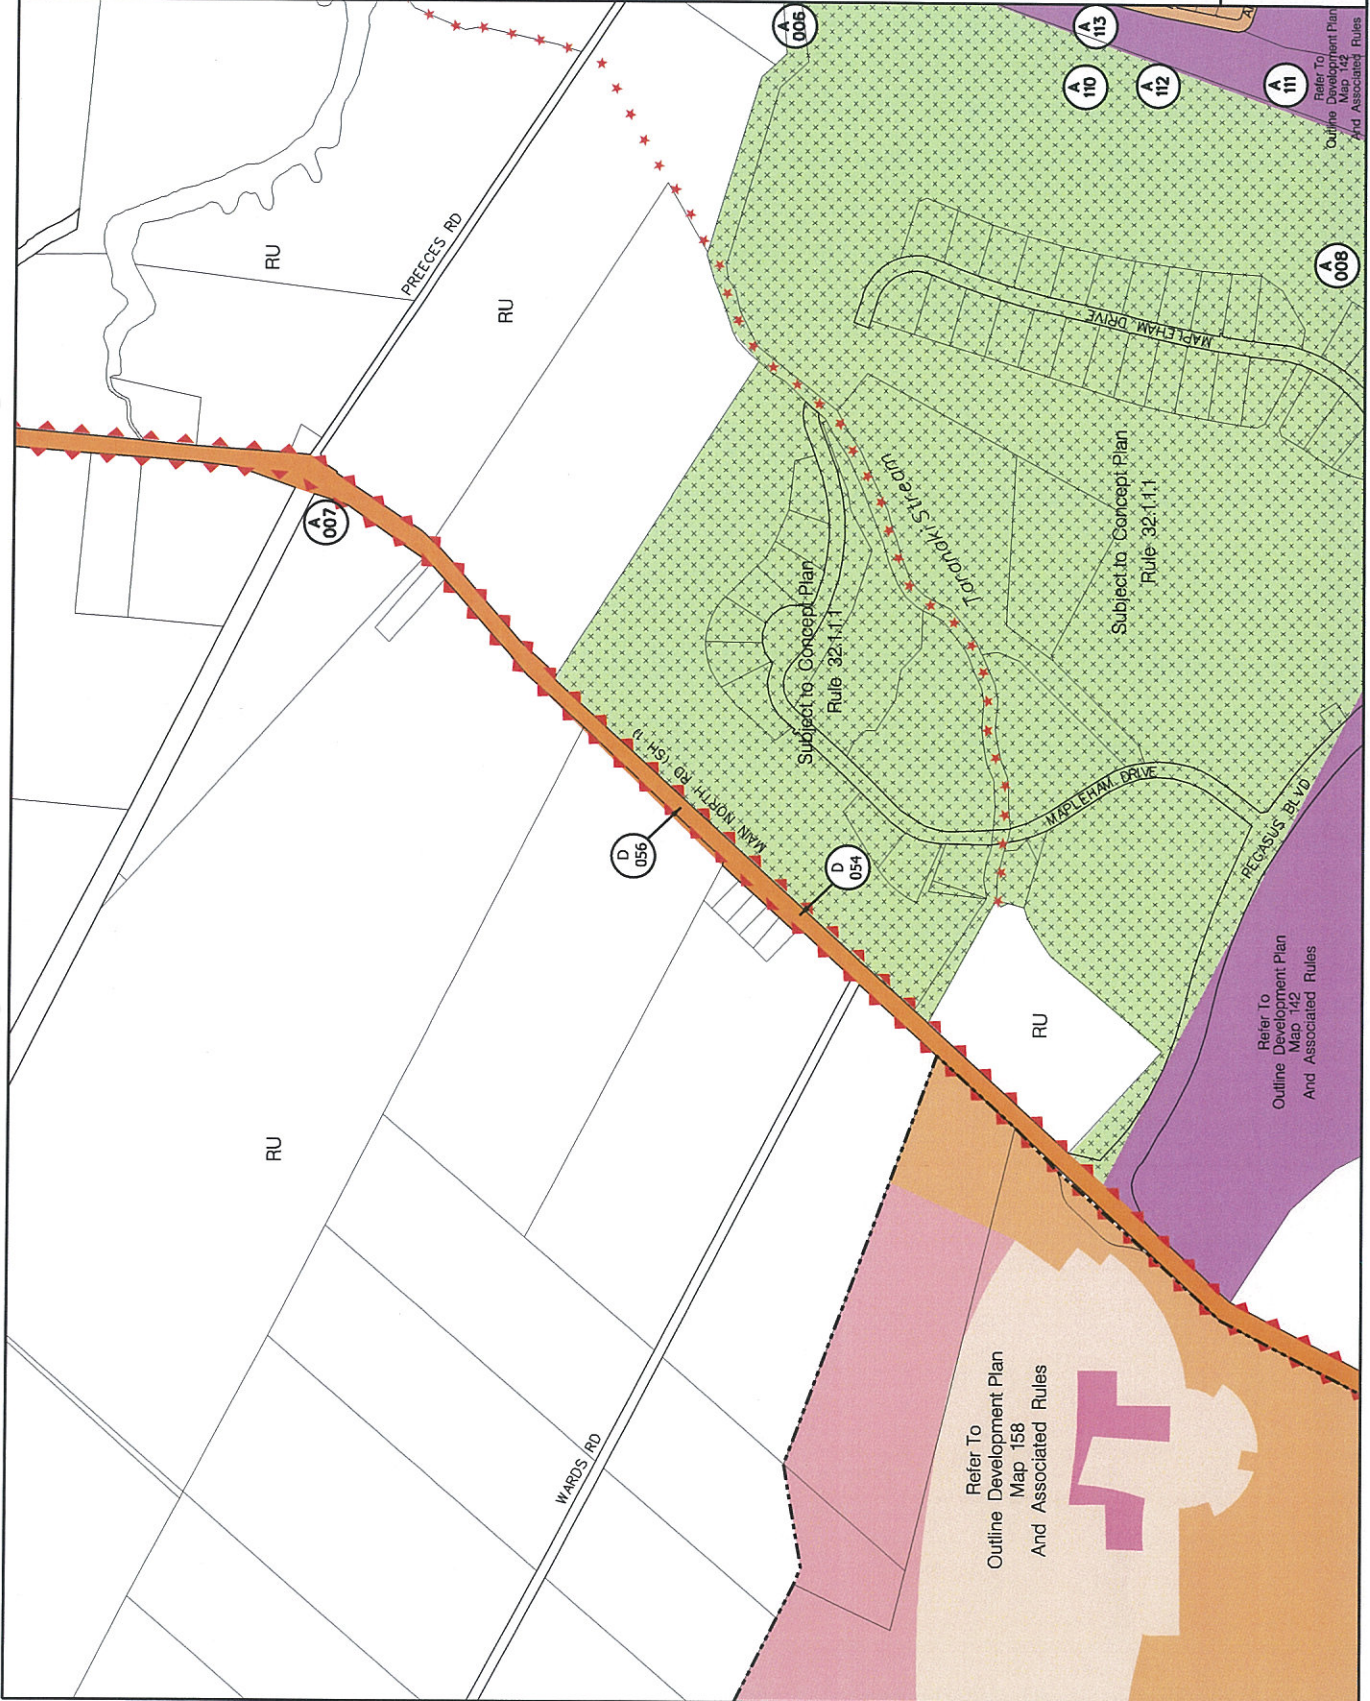 A
006
A
113
A
110
A
112
A
111
Refer To
Outline Development Plan
Map 142
And Associated Rules
RU
PREECES RD
RU
A
008
MAPLEHAM DRIVE
A
007
Taranaki Stream
Subject to Concept Plan
Rule 32.1.1.1
Subject to Concept Plan
Rule 32.1.1.1
MAIN NORTH RD (SH 1)
D
056
D
054
MAPLEHAM DRIVE
PEGASUS BLVD
RU
Refer To
Outline Development Plan
Map 142
And Associated Rules
RU
WARDS RD
Refer To
Outline Development Plan
Map 158
And Associated Rules